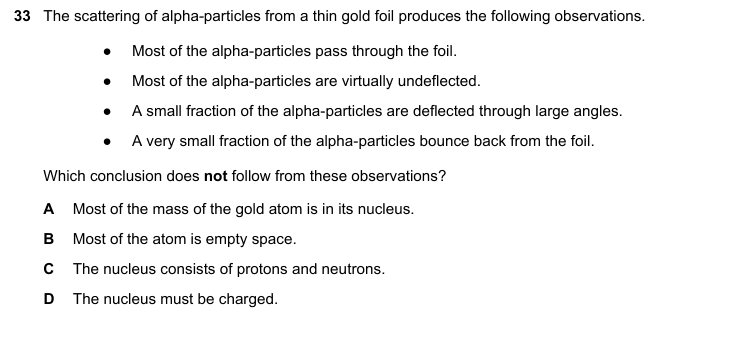 33 The scattering of alpha-particles from a thin gold foil produces the following observations.
● Most of the alpha-particles pass through the foil.
● Most of the alpha-particles are virtually undeflected.
● A small fraction of the alpha-particles are deflected through large angles.
● A very small fraction of the alpha-particles bounce back from the foil.
Which conclusion does not follow from these observations?
A Most of the mass of the gold atom is in its nucleus.
B Most of the atom is empty space.
C The nucleus consists of protons and neutrons.
D The nucleus must be charged.